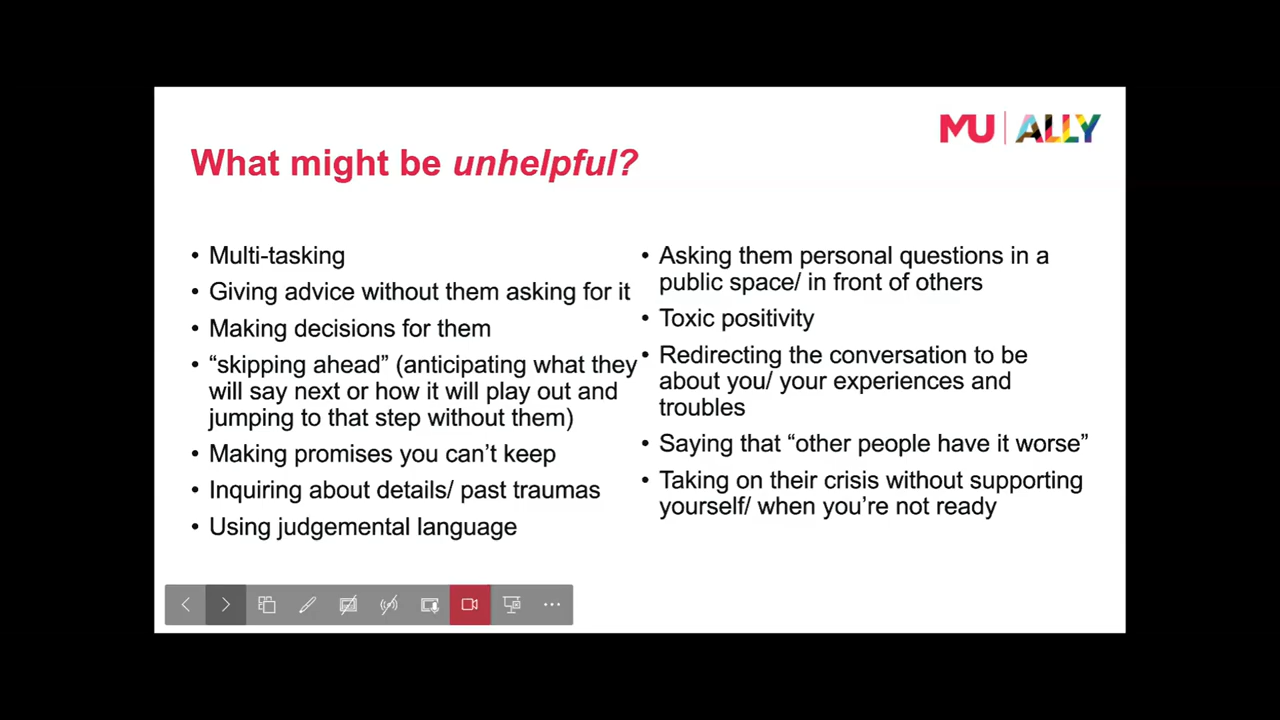 MU | ALLY
What might be unhelpful?
• Multi-tasking
• Giving advice without them asking for it
• Making decisions for them
• “skipping ahead” (anticipating what they
will say next or how it will play out and
jumping to that step without them)
• Making promises you can’t keep
• Inquiring about details/ past traumas
• Using judgemental language
• Asking them personal questions in a
public space/ in front of others
• Toxic positivity
• Redirecting the conversation to be
about you/ your experiences and
troubles
• Saying that “other people have it worse”
• Taking on their crisis without supporting
yourself/ when you’re not ready